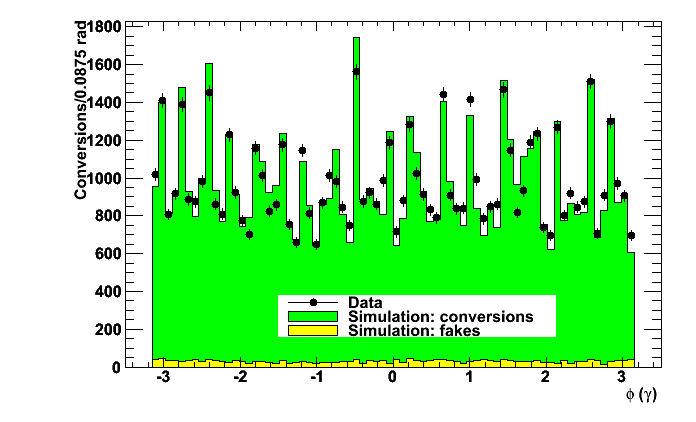 Conversions/0.0875 rad
1800
1600
1400
1200
1000
800
600
400
200
0
Data
Simulation: conversions
Simulation: fakes
-3 -2 -1 0 1 2 3
ϕ (γ)